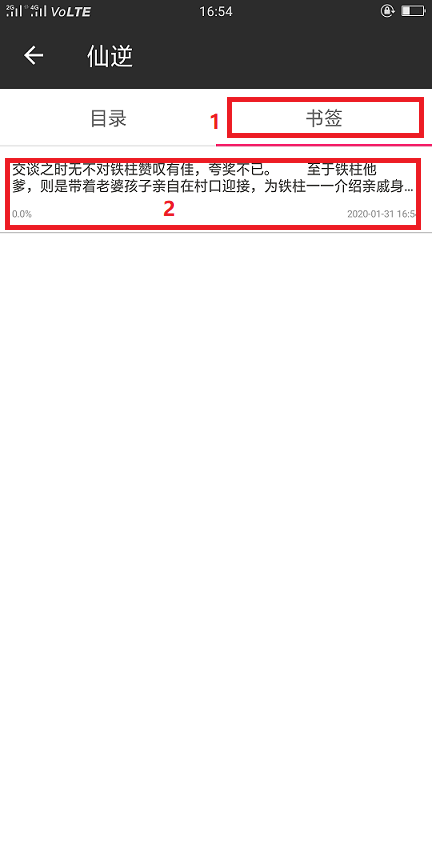 2G 4G VoLTE 16:54
仙逆
目录 1 书签
交谈之时无不对铁柱赞叹有佳，夸奖不已。 至于铁柱他
爹，则是带着老婆孩子亲自在村口迎接，为铁柱一一介绍亲戚身...
2
0.0% 2020-01-31 16:54